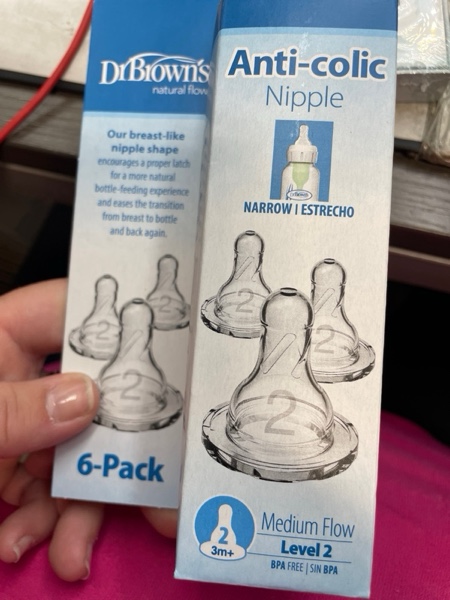 Dr Brown's
natural flow
Our breast-like
nipple shape
encourages a proper latch
for a more natural
bottle-feeding experience
and eases the transition
from breast to bottle
and back again.
2
2
6-Pack
Anti-colic
Nipple
NARROW | ESTRECHO
2
2
2
2
3m+
Medium Flow
Level 2
BPA FREE | SIN BPA